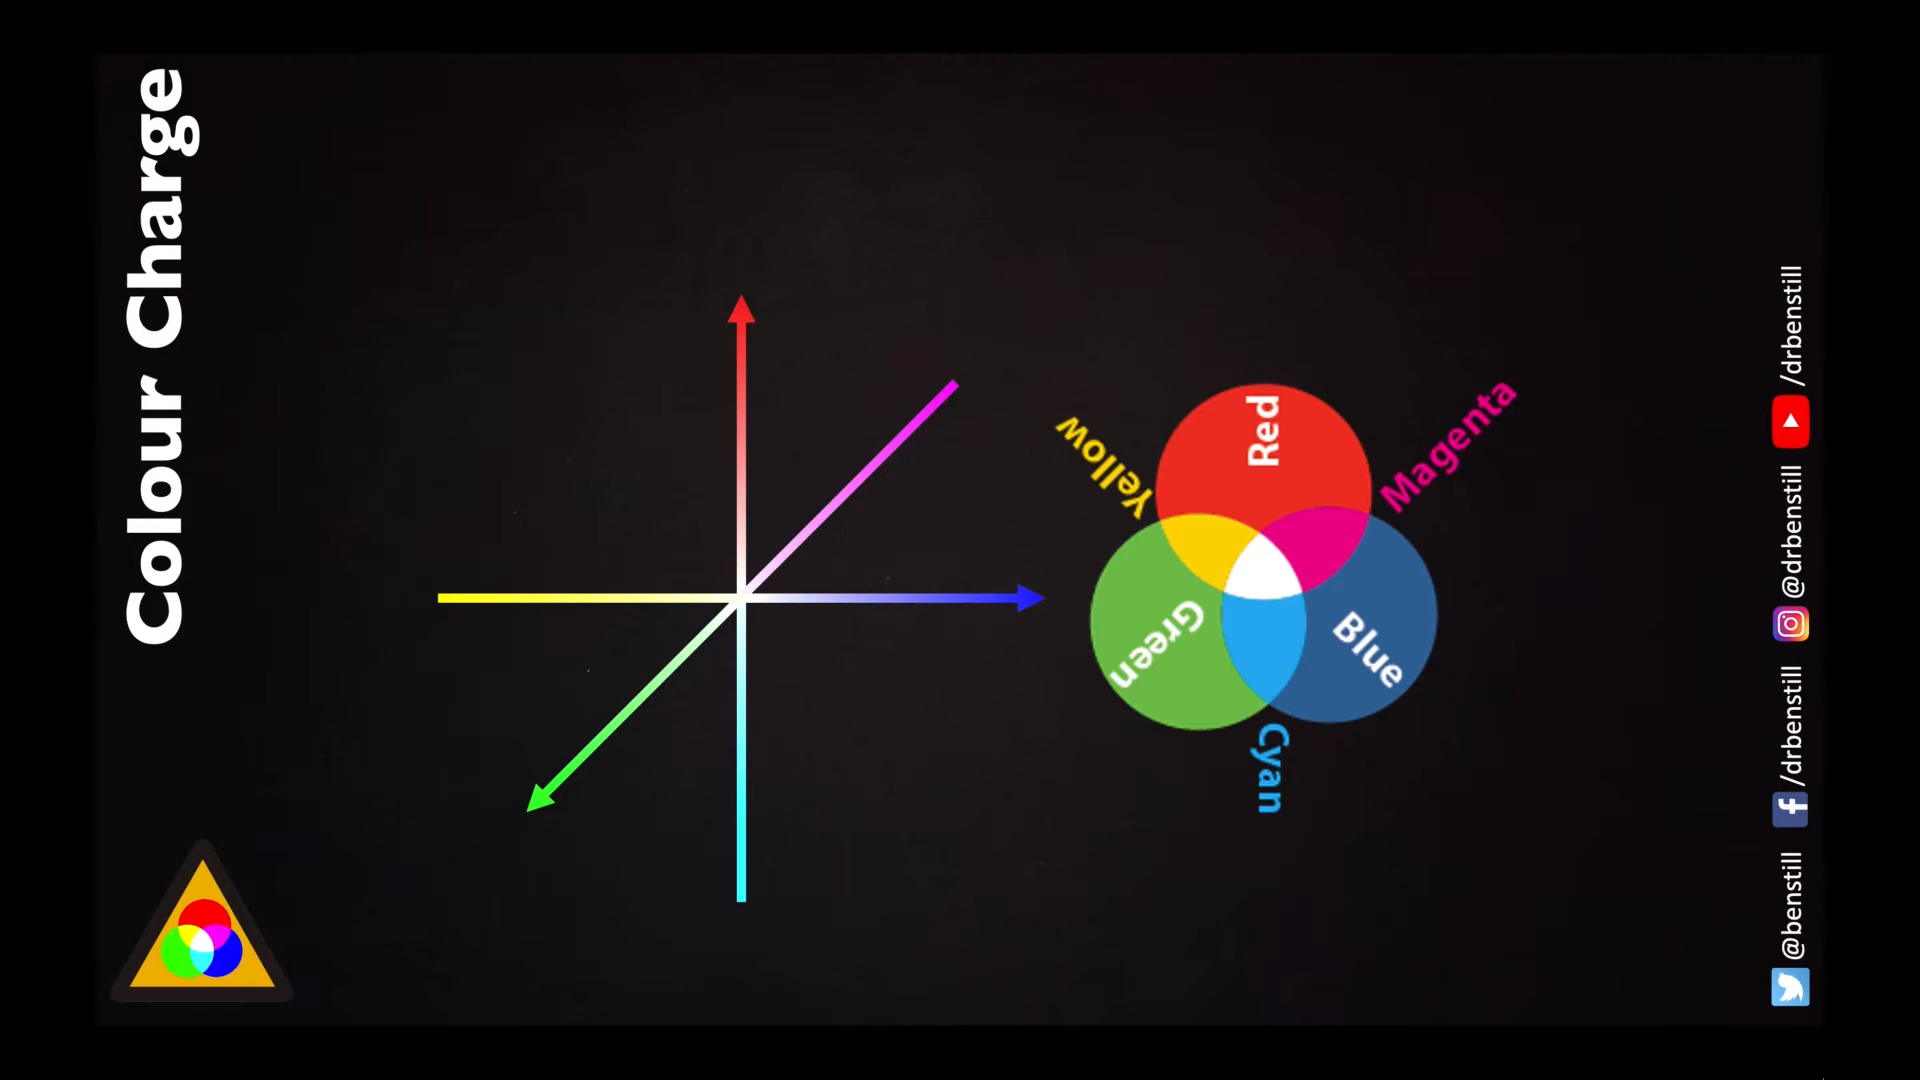 Colour Charge
Red
Yellow
Magenta
Green
Blue
Cyan
@benstill
/drbenstill
@drbenstill
/drbenstill